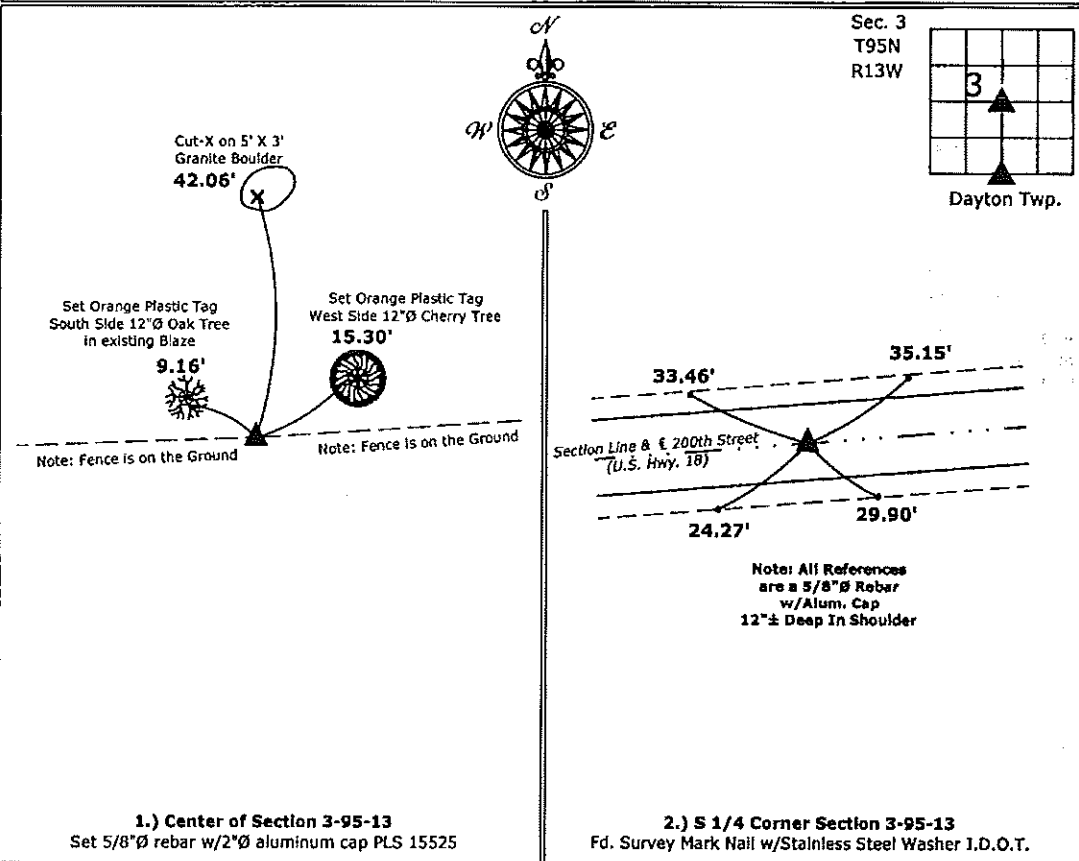 N
W
E
S
Sec. 3
T95N
R13W
3
Dayton Twp.
Cut-X on 5' X 3'
Granite Boulder
42.06'
Set Orange Plastic Tag
South Side 12"Ø Oak Tree
in existing Blaze
9.16'
Set Orange Plastic Tag
West Side 12"Ø Cherry Tree
15.30'
Note: Fence is on the Ground
Note: Fence is on the Ground
1.) Center of Section 3-95-13
Set 5/8"Ø rebar w/2"Ø aluminum cap PLS 15525
33.46'
35.15'
Section Line & ℄ 200th Street
(U.S. Hwy. 18)
24.27'
29.90'
Note: All References
are a 5/8"Ø Rebar
w/Alum. Cap
12"± Deep In Shoulder
2.) S 1/4 Corner Section 3-95-13
Fd. Survey Mark Nail w/Stainless Steel Washer I.D.O.T.